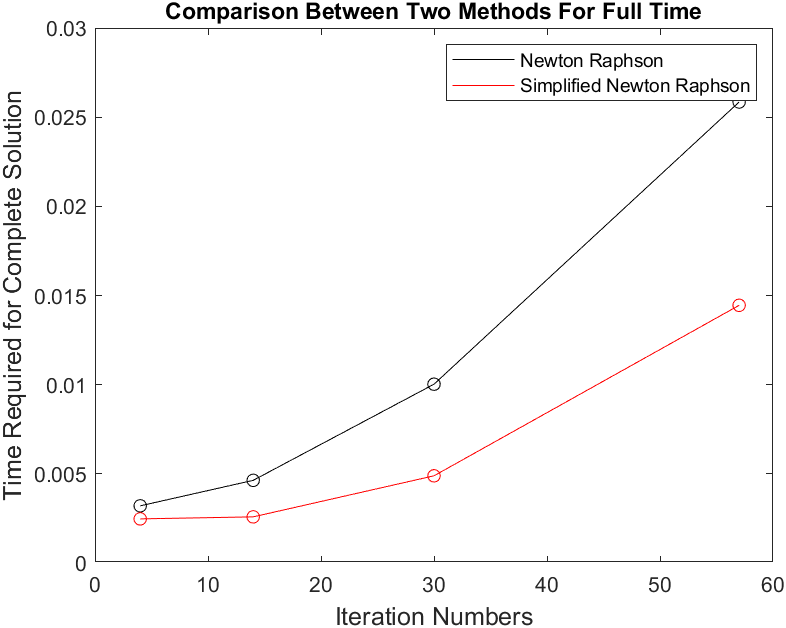 Comparison Between Two Methods For Full Time
0.03
Newton Raphson
Simplified Newton Raphson
0.025
0.02
0.015
0.01
0.005
0
Time Required for Complete Solution
0 10 20 30 40 50 60
Iteration Numbers